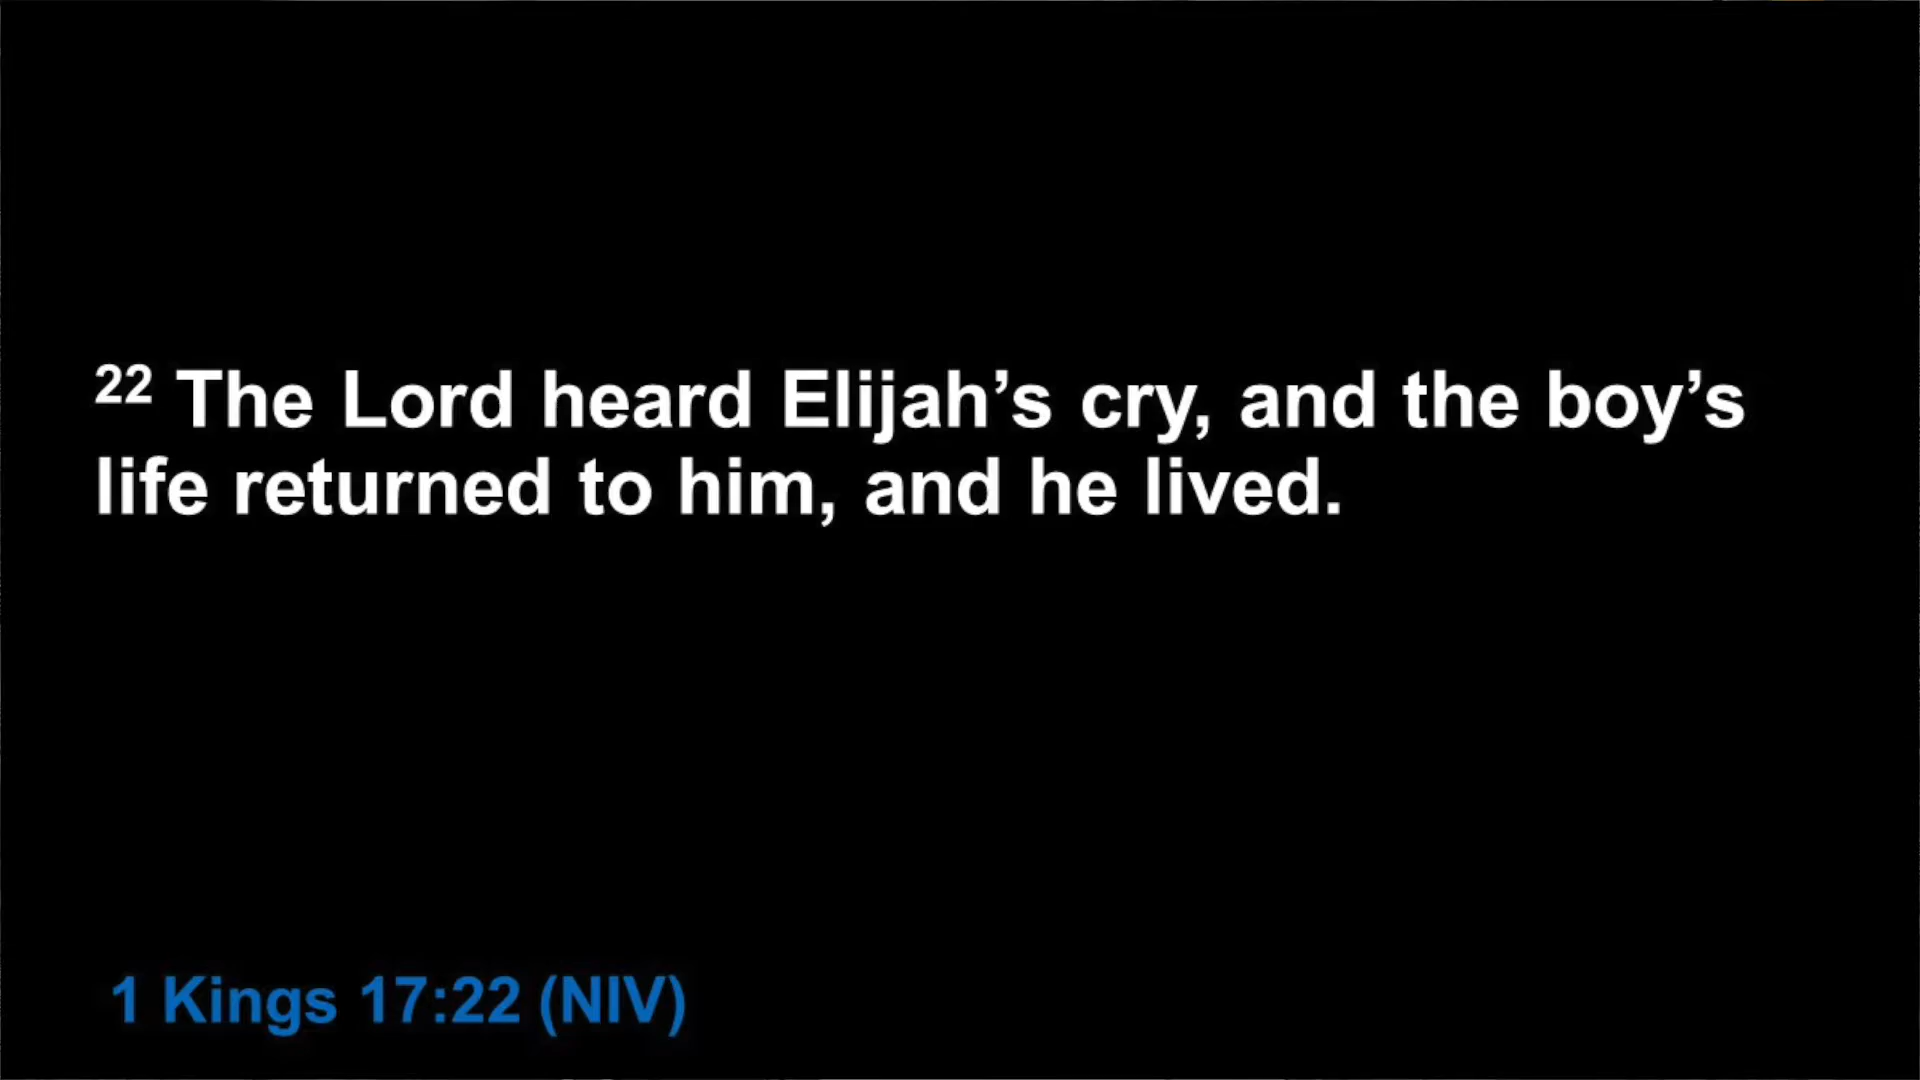 22 The Lord heard Elijah’s cry, and the boy’s
life returned to him, and he lived.
1 Kings 17:22 (NIV)